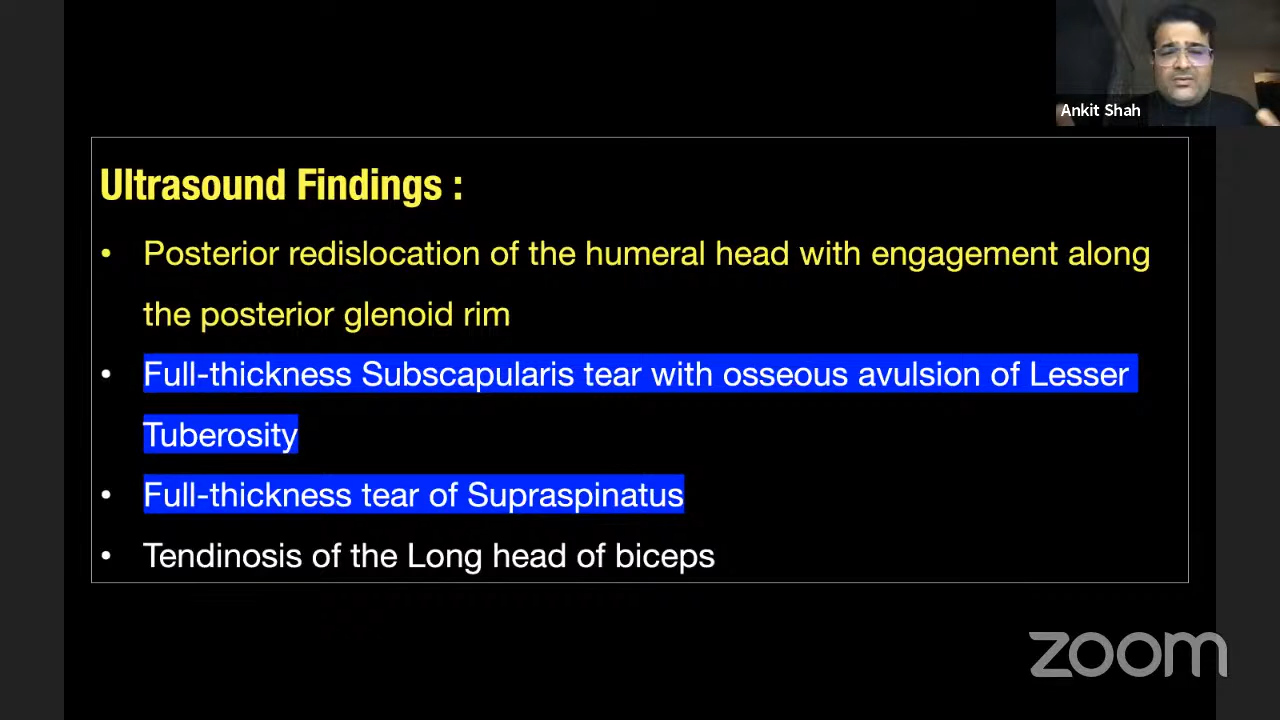 Ankit Shah
Ultrasound Findings :
• Posterior redislocation of the humeral head with engagement along
the posterior glenoid rim
• Full-thickness Subscapularis tear with osseous avulsion of Lesser
Tuberosity
• Full-thickness tear of Supraspinatus
• Tendinosis of the Long head of biceps
zoom